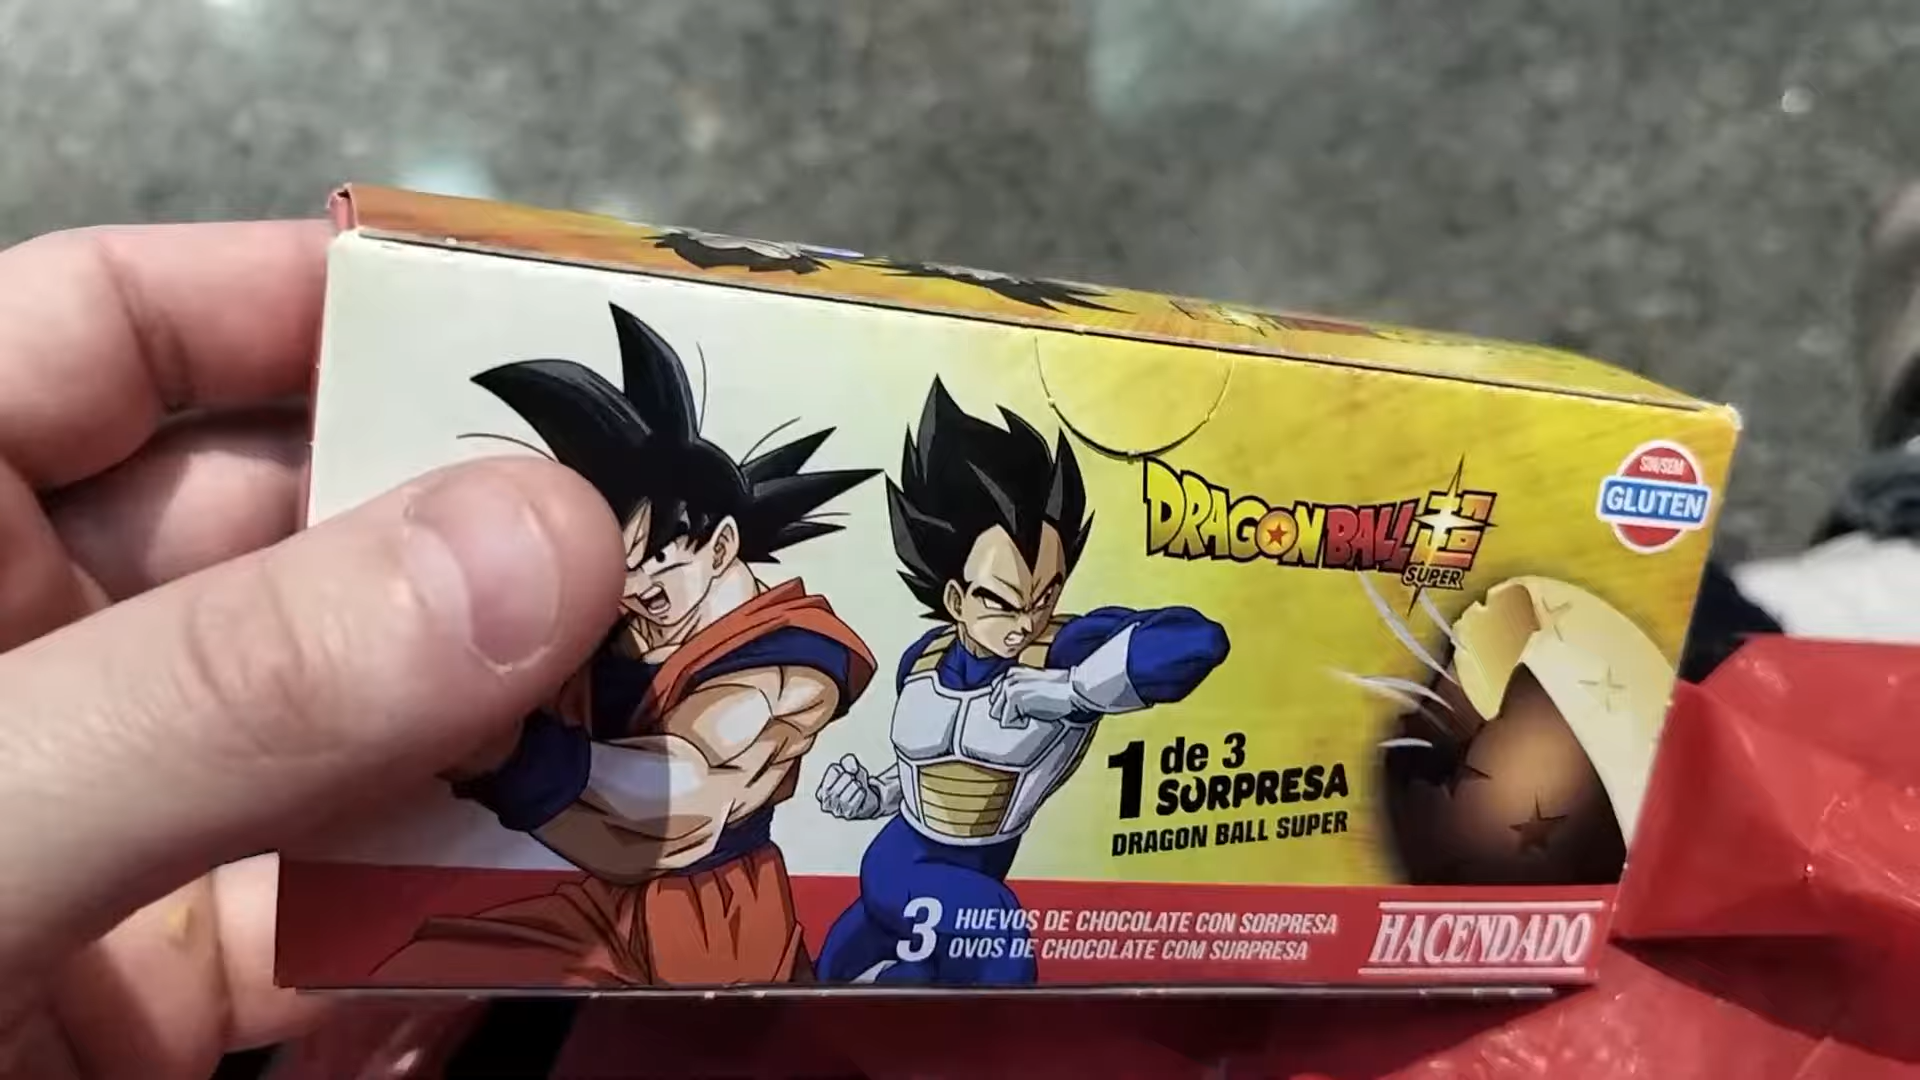 DRAGON BALL 超
SUPER
SIN/SEM
GLUTEN
1 de 3
SORPRESA
DRAGON BALL SUPER
3 HUEVOS DE CHOCOLATE CON SORPRESA
OVOS DE CHOCOLATE COM SURPRESA
HACENDADO